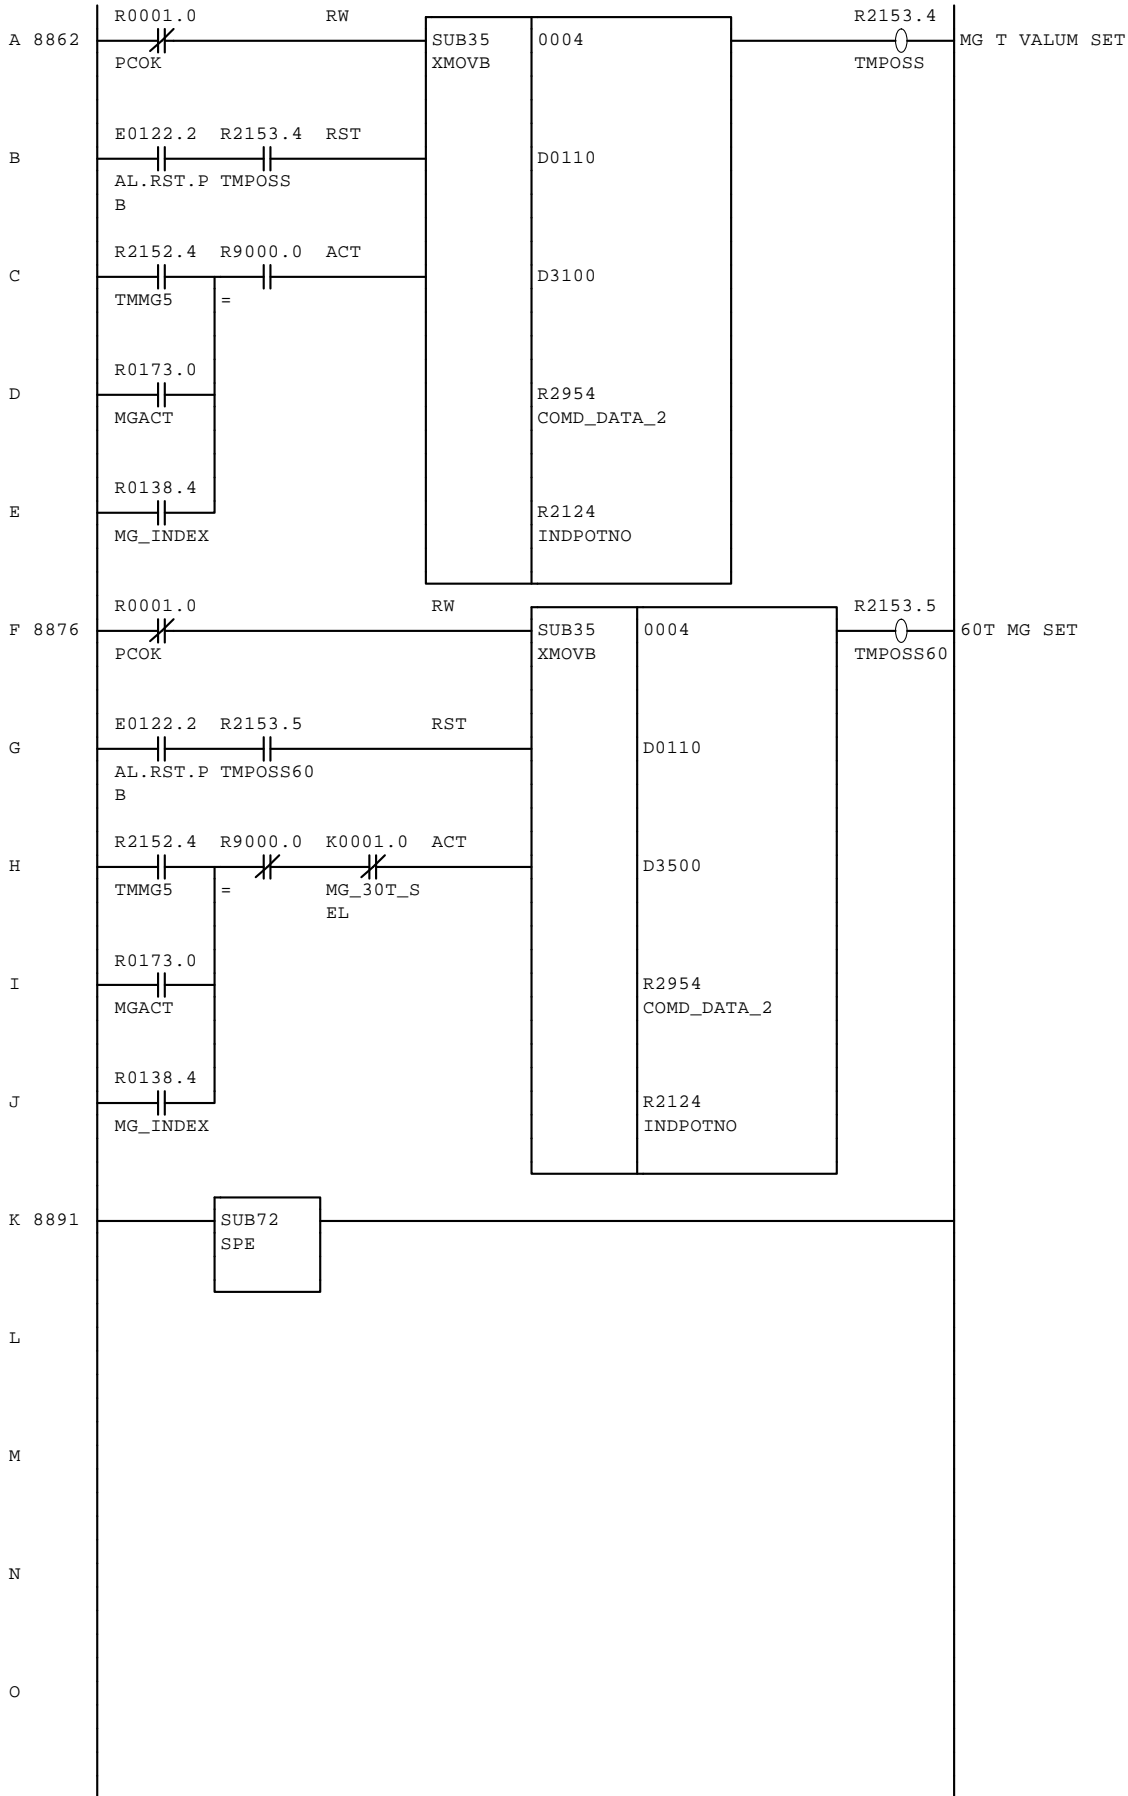 R0001.0 RW R2153.4
A 8862 SUB35 0004 MG T VALUM SET
PCOK XMOVB TMPOSS
E0122.2 R2153.4 RST
B D0110
AL.RST.P TMPOSS
B
R2152.4 R9000.0 ACT
C D3100
TMMG5 =
R0173.0
D R2954
MGACT COMD_DATA_2
R0138.4
E R2124
MG_INDEX INDPOTNO
R0001.0 RW R2153.5
F 8876 SUB35 0004 60T MG SET
PCOK XMOVB TMPOSS60
E0122.2 R2153.5 RST
G D0110
AL.RST.P TMPOSS60
B
R2152.4 R9000.0 K0001.0 ACT
H D3500
TMMG5 = MG_30T_S
EL
R0173.0
I R2954
MGACT COMD_DATA_2
R0138.4
J R2124
MG_INDEX INDPOTNO
K 8891 SUB72
SPE
L
M
N
O